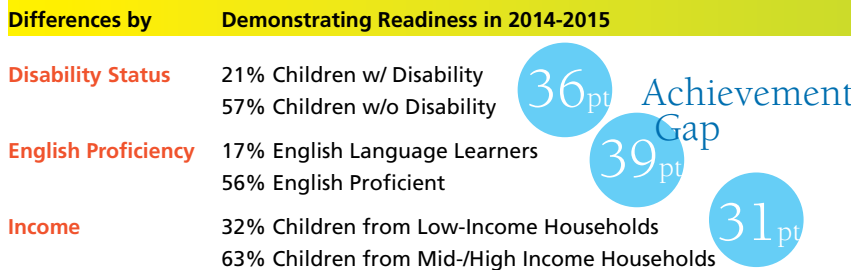 Differences by Demonstrating Readiness in 2014-2015
Disability Status 21% Children w/ Disability
57% Children w/o Disability
36pt
Achievement
Gap
English Proficiency 17% English Language Learners
56% English Proficient
39pt
Income 32% Children from Low-Income Households
63% Children from Mid-/High Income Households
31pt